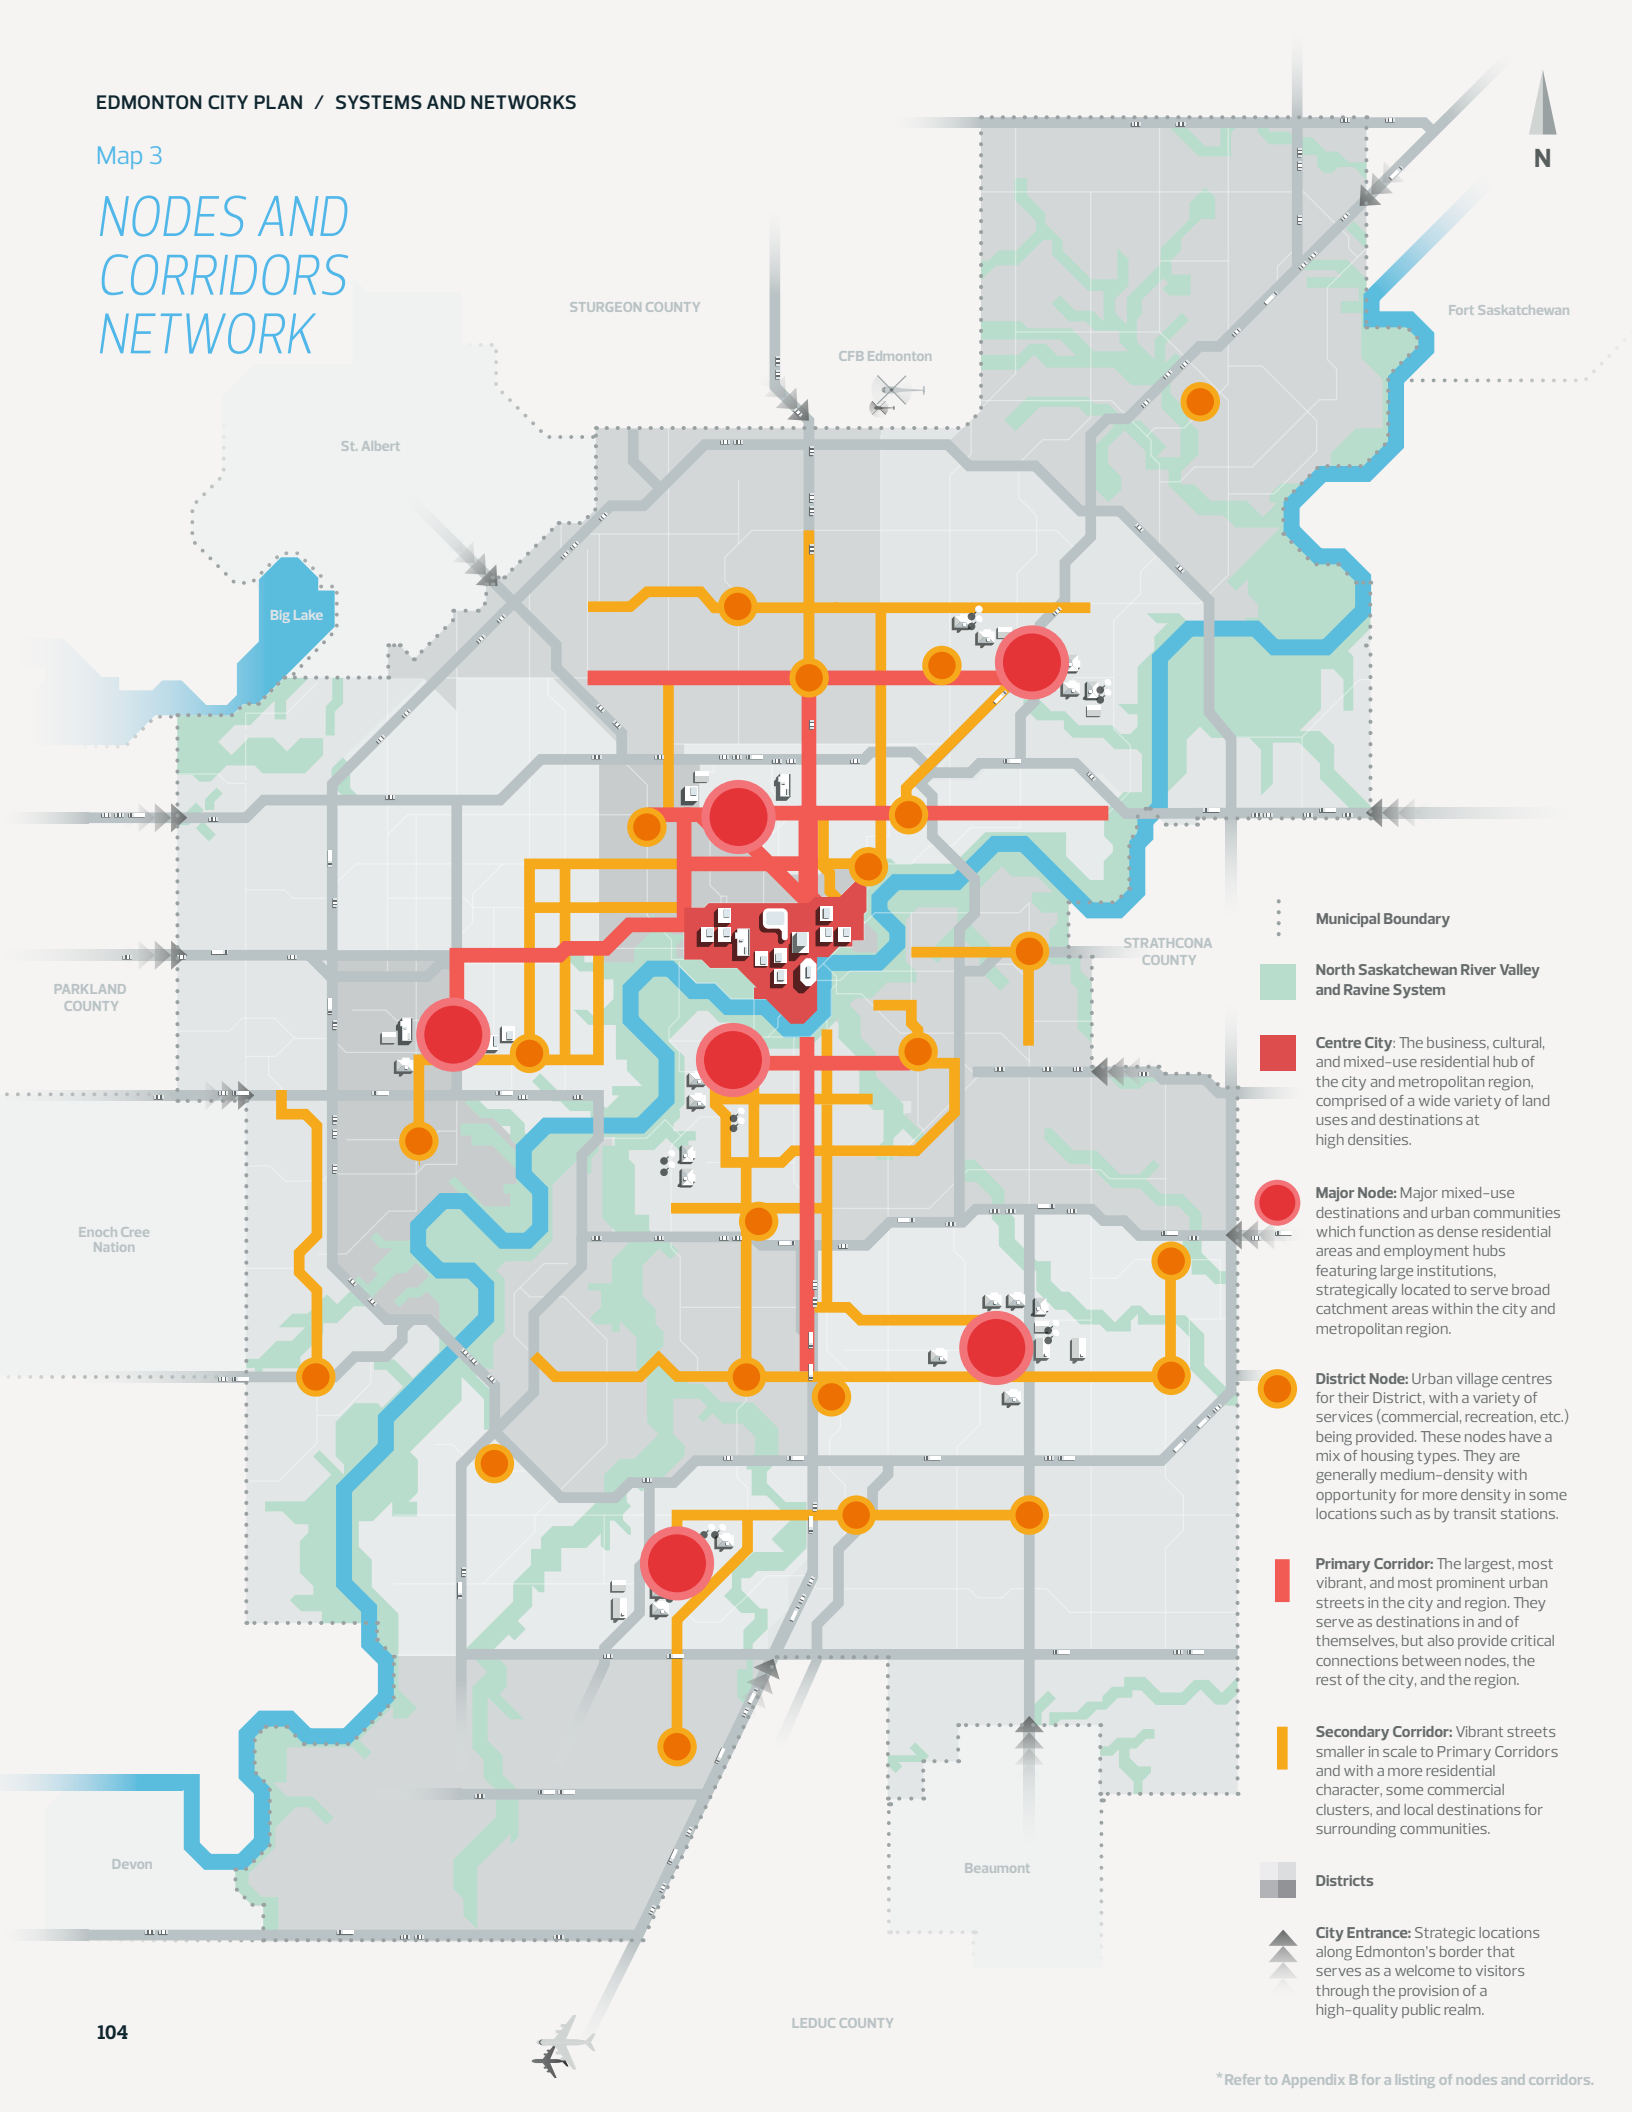 EDMONTON CITY PLAN / SYSTEMS AND NETWORKS
Map 3
NODES AND
CORRIDORS
NETWORK
N
STURGEON COUNTY
Fort Saskatchewan
CFB Edmonton
St. Albert
Big Lake
STRATHCONA
COUNTY
PARKLAND
COUNTY
Enoch Cree
Nation
Devon
Beaumont
LEDUC COUNTY
Municipal Boundary
North Saskatchewan River Valley
and Ravine System
Centre City: The business, cultural,
and mixed-use residential hub of
the city and metropolitan region,
comprised of a wide variety of land
uses and destinations at
high densities.
Major Node: Major mixed-use
destinations and urban communities
which function as dense residential
areas and employment hubs
featuring large institutions,
strategically located to serve broad
catchment areas within the city and
metropolitan region.
District Node: Urban village centres
for their District, with a variety of
services (commercial, recreation, etc.)
being provided. These nodes have a
mix of housing types. They are
generally medium-density with
opportunity for more density in some
locations such as by transit stations.
Primary Corridor: The largest, most
vibrant, and most prominent urban
streets in the city and region. They
serve as destinations in and of
themselves, but also provide critical
connections between nodes, the
rest of the city, and the region.
Secondary Corridor: Vibrant streets
smaller in scale to Primary Corridors
and with a more residential
character, some commercial
clusters, and local destinations for
surrounding communities.
Districts
City Entrance: Strategic locations
along Edmonton's border that
serves as a welcome to visitors
through the provision of a
high-quality public realm.
104
*Refer to Appendix B for a listing of nodes and corridors.